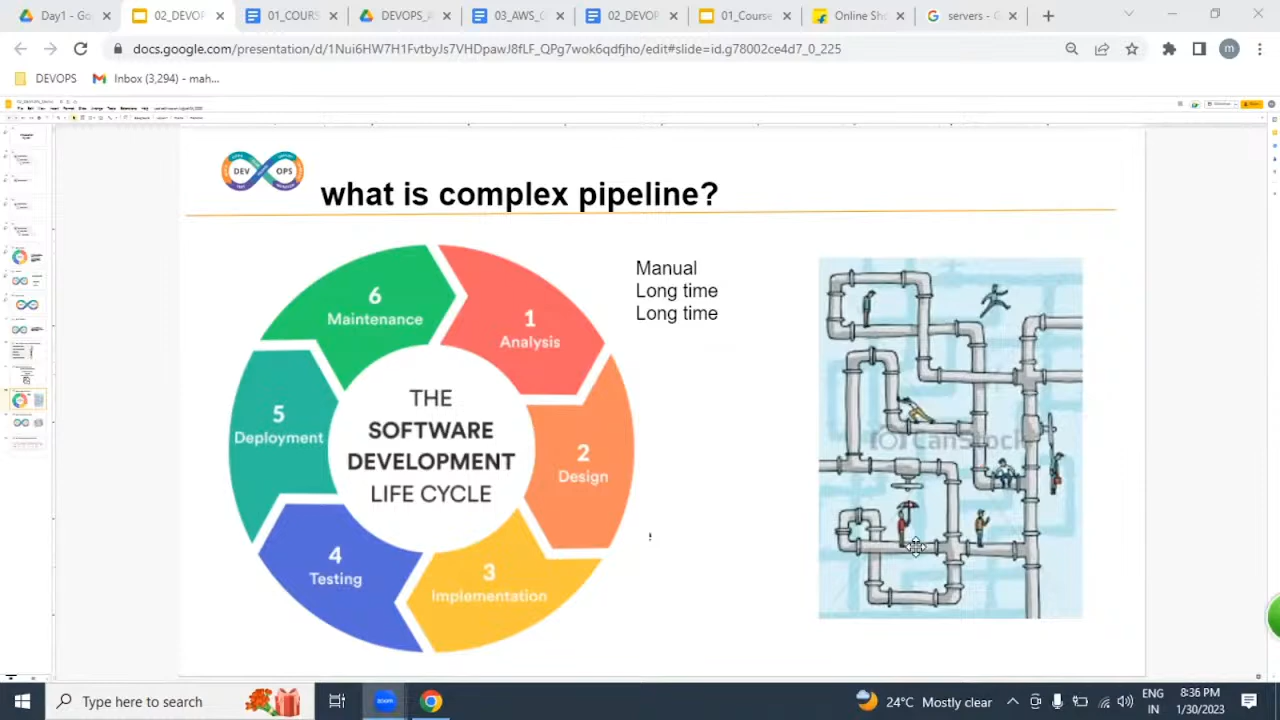 Day1 - Go
02_DEVOP
01_COURS
DEVOPS_
03_AWS_C
02_DEVOP
01_Course
Online Sh
servers - G
docs.google.com/presentation/d/1Nui6HW7H1FvtbyJs7VHDpawJ8fLF_QPg7wok6qdfjho/edit#slide=id.g78002ce4d7_0_225
m
DEVOPS
Inbox (3,294) - mah...
DEV OPS
what is complex pipeline?
Manual
Long time
Long time
6
Maintenance
1
Analysis
5
Deployment
THE
SOFTWARE
DEVELOPMENT
LIFE CYCLE
2
Design
4
Testing
3
Implementation
CanStock
Type here to search
zoom
24°C Mostly clear
ENG
IN
8:36 PM
1/30/2023